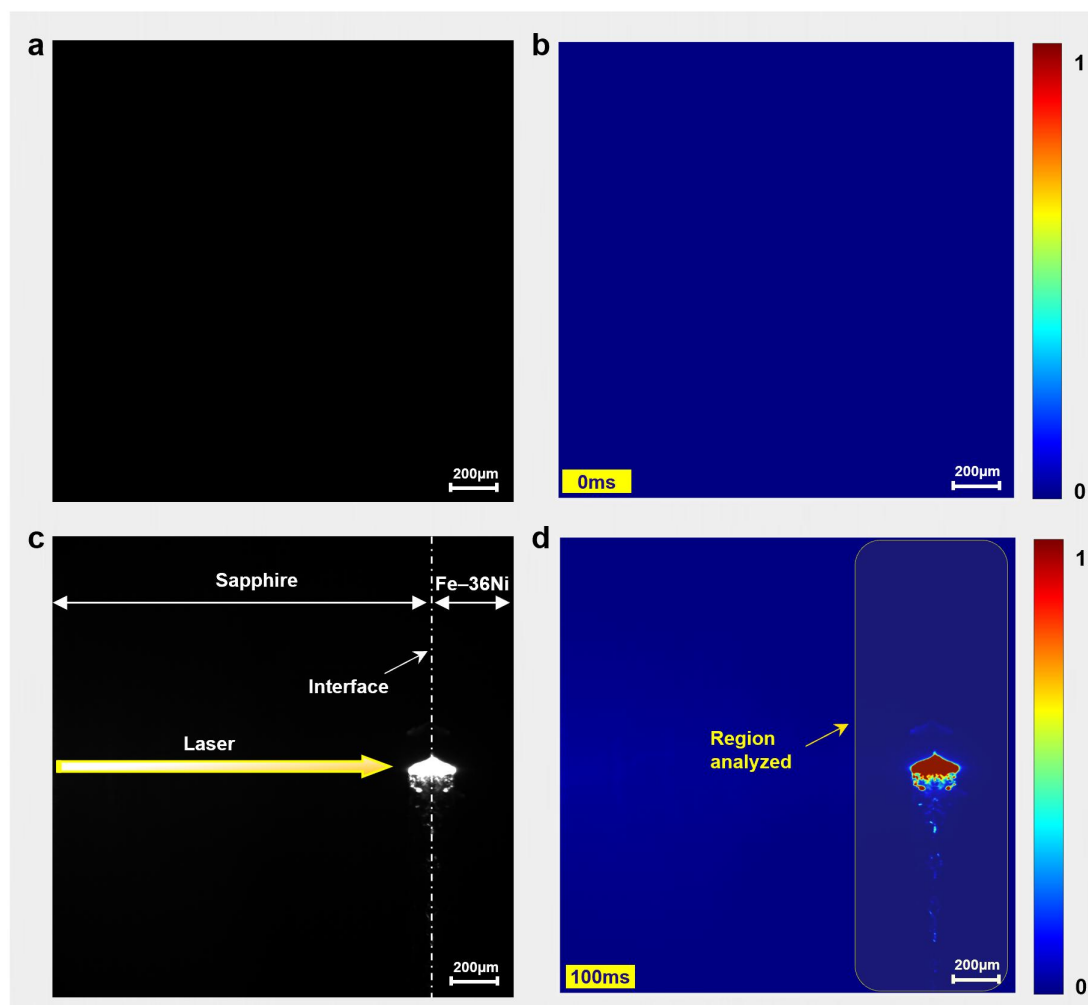 a
200µm
b
0ms
200µm
1
0
c
Sapphire
Fe–36Ni
Interface
Laser
200µm
d
Region
analyzed
100ms
200µm
1
0